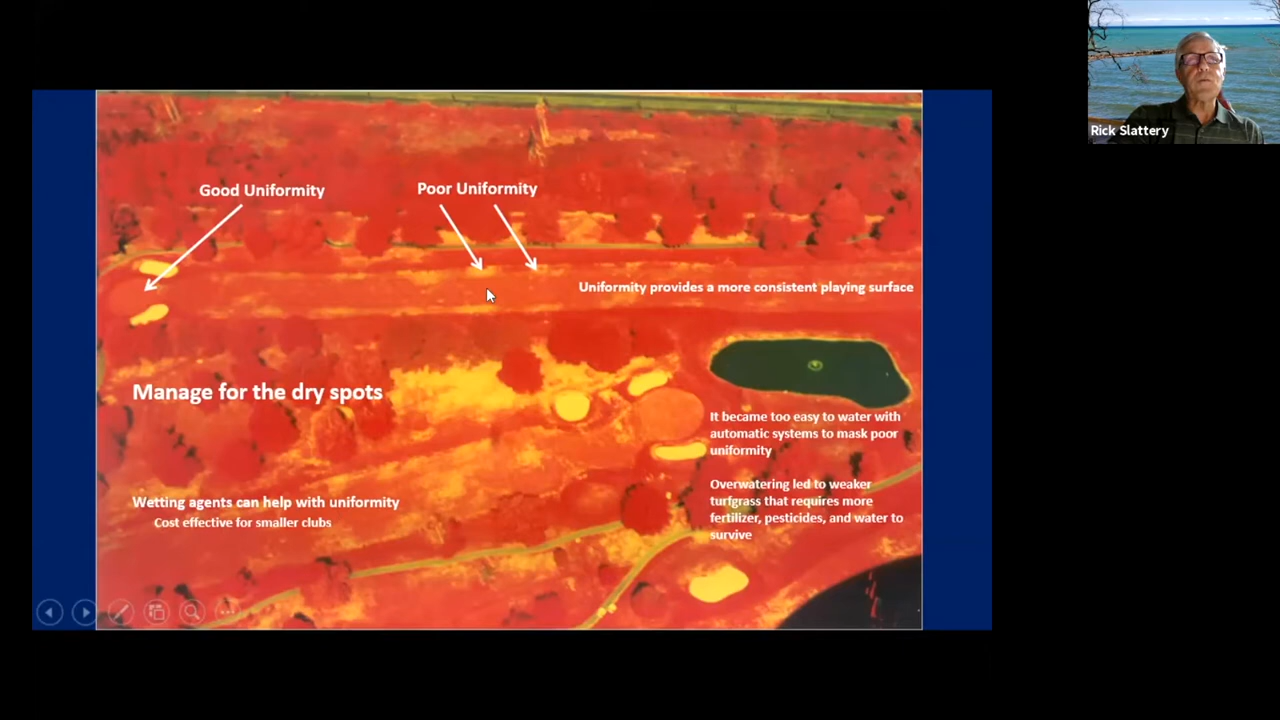 Rick Slattery
Good Uniformity
Poor Uniformity
Uniformity provides a more consistent playing surface
Manage for the dry spots
It became too easy to water with
automatic systems to mask poor
uniformity
Overwatering led to weaker
turfgrass that requires more
fertilizer, pesticides, and water to
survive
Wetting agents can help with uniformity
Cost effective for smaller clubs